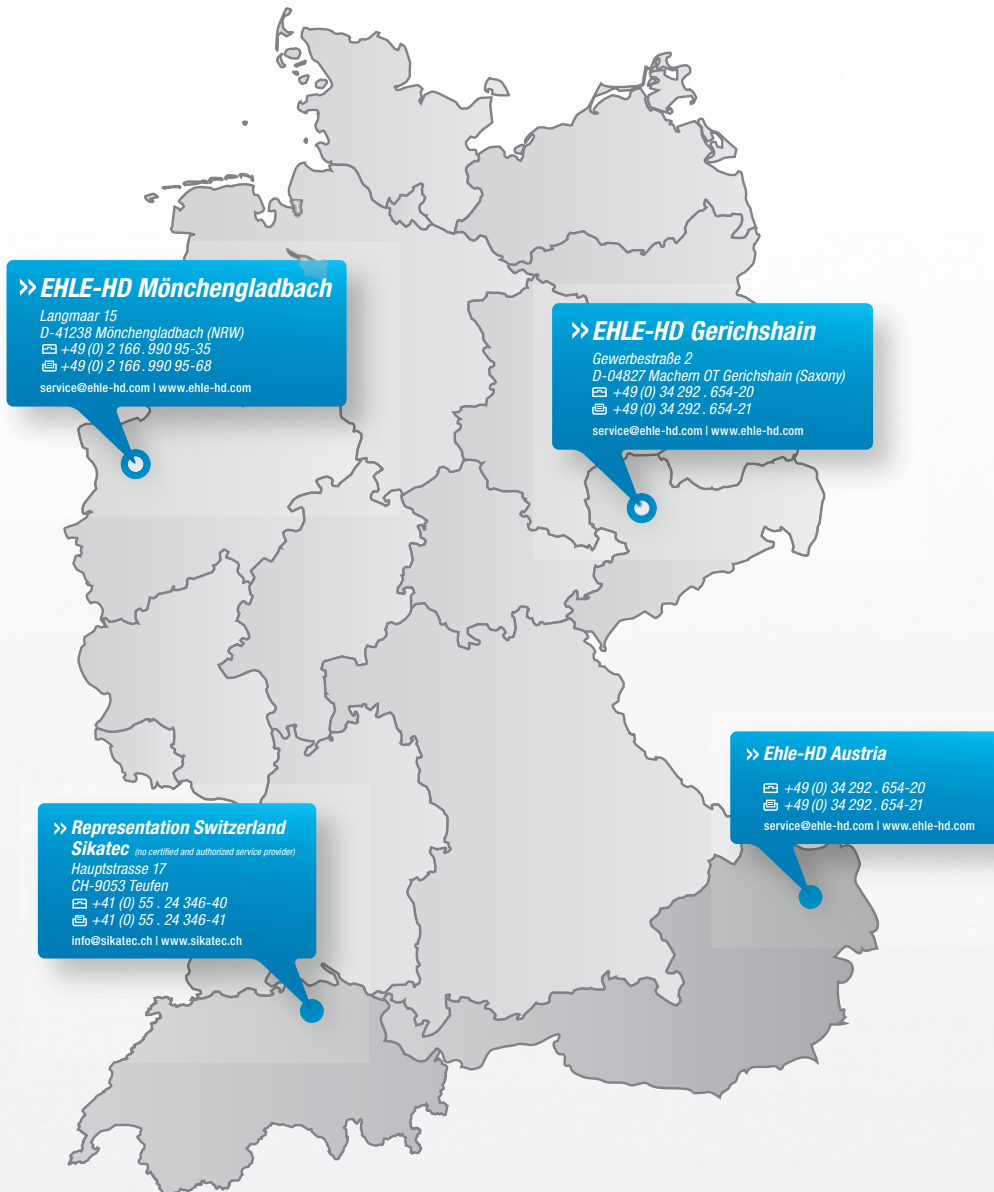 » EHLE-HD Mönchengladbach
Langmaar 15
D-41238 Mönchengladbach (NRW)
+49 (0) 2 166 . 990 95-35
+49 (0) 2 166 . 990 95-68
service@ehle-hd.com | www.ehle-hd.com
» EHLE-HD Gerichshain
Gewerbestraße 2
D-04827 Machern OT Gerichshain (Saxony)
+49 (0) 34 292 . 654-20
+49 (0) 34 292 . 654-21
service@ehle-hd.com | www.ehle-hd.com
» Ehle-HD Austria
+49 (0) 34 292 . 654-20
+49 (0) 34 292 . 654-21
service@ehle-hd.com | www.ehle-hd.com
» Representation Switzerland
Sikatec (no certified and authorized service provider)
Hauptstrasse 17
CH-9053 Teufen
+41 (0) 55 . 24 346-40
+41 (0) 55 . 24 346-41
info@sikatec.ch | www.sikatec.ch